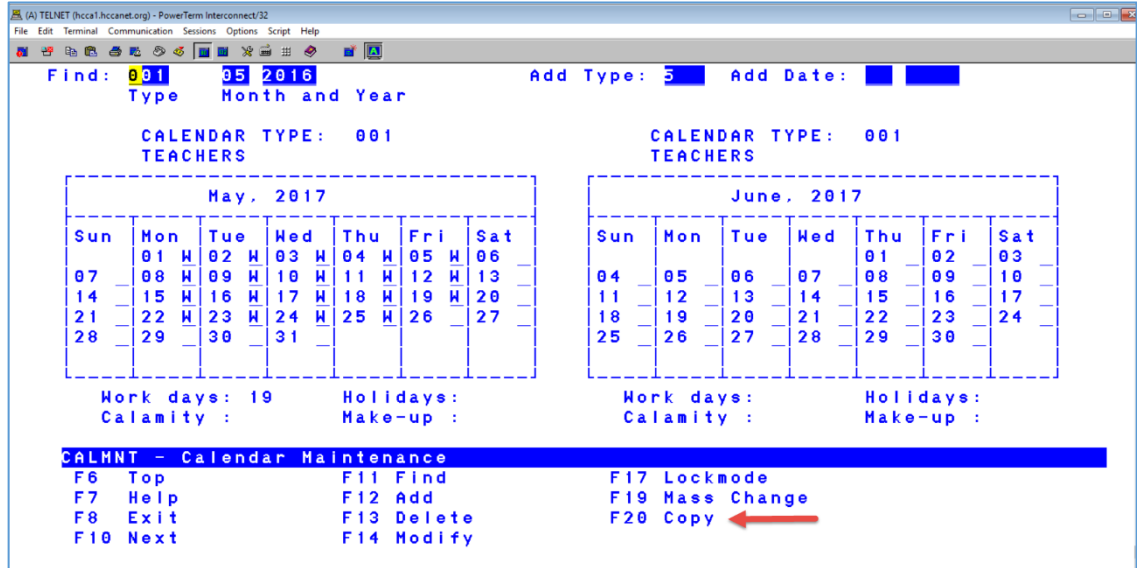 (A) TELNET (hcca1.hccanet.org) - PowerTerm Interconnect/32
File Edit Terminal Communication Sessions Options Script Help
Find: 001 05 2016 Add Type: 5 Add Date:
Type Month and Year
CALENDAR TYPE: 001 CALENDAR TYPE: 001
TEACHERS TEACHERS
May, 2017 June, 2017
Sun Mon Tue Wed Thu Fri Sat Sun Mon Tue Wed Thu Fri Sat
01 W 02 W 03 W 04 W 05 W 06 _ 01 _ 02 _ 03 _
07 _ 08 W 09 W 10 W 11 W 12 W 13 _ 04 _ 05 _ 06 _ 07 _ 08 _ 09 _ 10 _
14 _ 15 W 16 W 17 W 18 W 19 W 20 _ 11 _ 12 _ 13 _ 14 _ 15 _ 16 _ 17 _
21 _ 22 W 23 W 24 W 25 W 26 _ 27 _ 18 _ 19 _ 20 _ 21 _ 22 _ 23 _ 24 _
28 _ 29 _ 30 _ 31 _ 25 _ 26 _ 27 _ 28 _ 29 _ 30 _
Work days: 19 Holidays: Work days: Holidays:
Calamity : Make-up : Calamity : Make-up :
CALMNT - Calendar Maintenance
F6 Top F11 Find F17 Lockmode
F7 Help F12 Add F19 Mass Change
F8 Exit F13 Delete F20 Copy
F10 Next F14 Modify